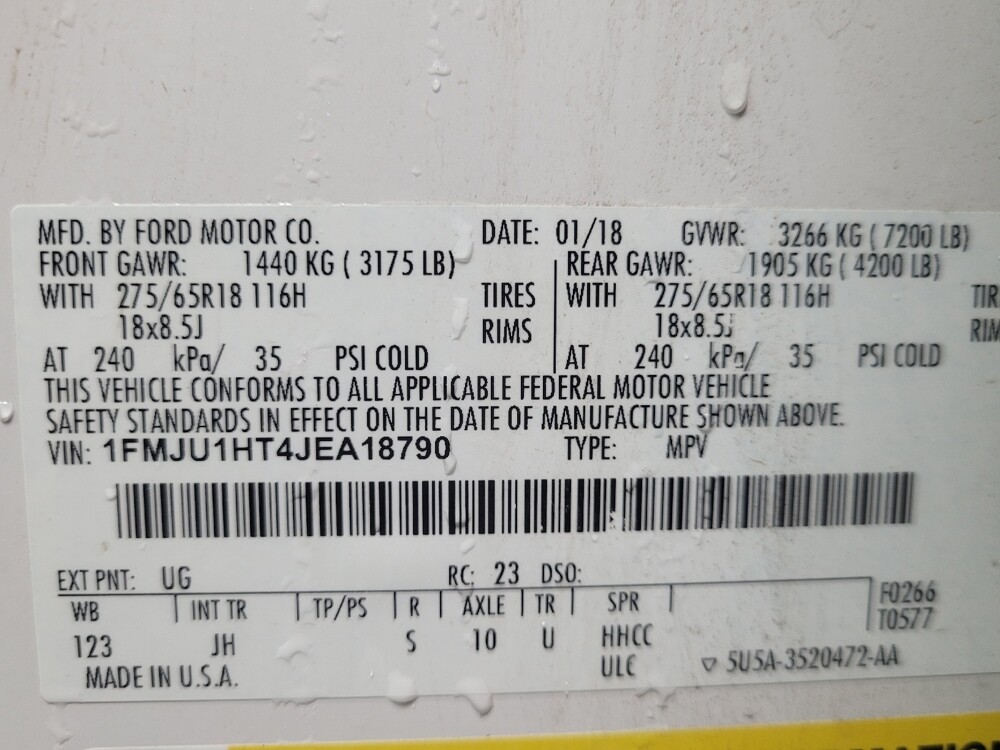 MFD. BY FORD MOTOR CO. DATE: 01/18 GVWR: 3266 KG ( 7200 LB)
FRONT GAWR: 1440 KG ( 3175 LB) REAR GAWR: 1905 KG ( 4200 LB)
WITH 275/65R18 116H TIRES WITH 275/65R18 116H TIR
18x8.5J RIMS 18x8.5J RIM
AT 240 kPa/ 35 PSI COLD AT 240 kPa/ 35 PSI COLD
THIS VEHICLE CONFORMS TO ALL APPLICABLE FEDERAL MOTOR VEHICLE
SAFETY STANDARDS IN EFFECT ON THE DATE OF MANUFACTURE SHOWN ABOVE.
VIN: 1FMJU1HT4JEA18790 TYPE: MPV
EXT PNT: UG RC: 23 DSO:
WB INT TR TP/PS R AXLE TR SPR F0266
T0577
123 JH S 10 U HHCC
ULC ▽ 5U5A-3520472-AA
MADE IN U.S.A.